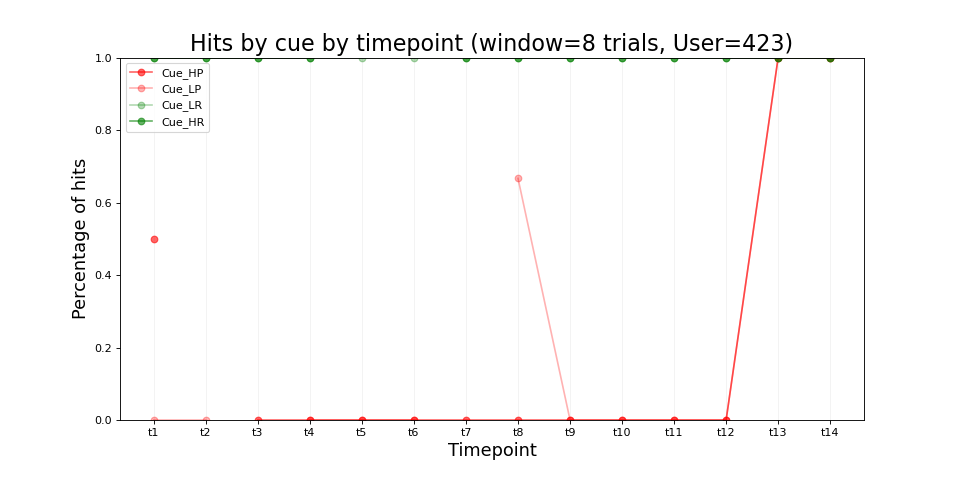 Hits by cue by timepoint (window=8 trials, User=423)
1.0
0.8
0.6
0.4
0.2
0.0
Percentage of hits
Cue_HP
Cue_LP
Cue_LR
Cue_HR
t1 t2 t3 t4 t5 t6 t7 t8 t9 t10 t11 t12 t13 t14
Timepoint